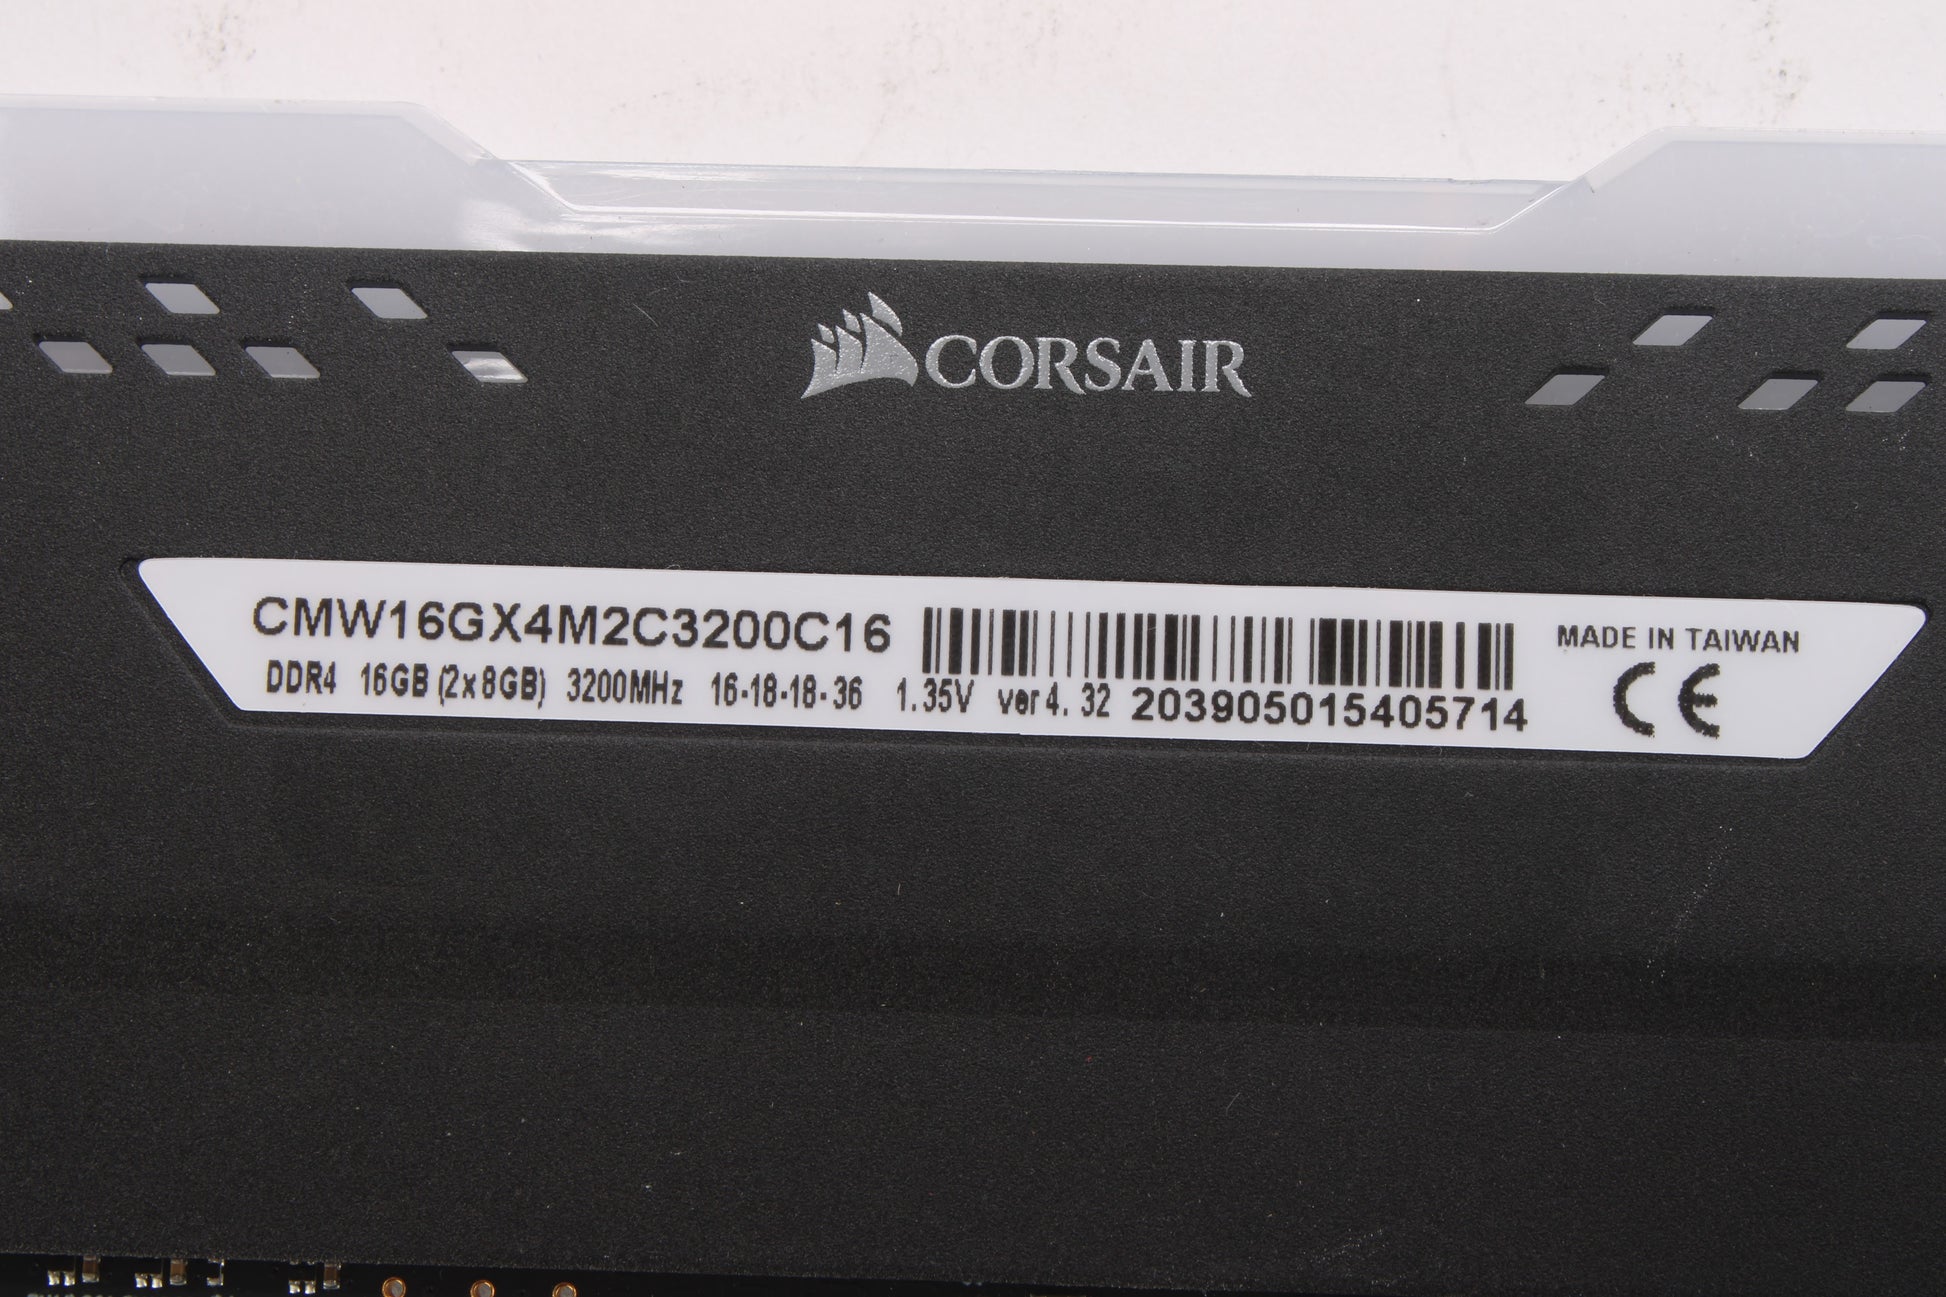 CORSAIR
CMW16GX4M2C3200C16
DDR4 16GB (2x8GB) 3200MHz 16-18-18-36 1.35V ver4.32
203905015405714
MADE IN TAIWAN
CE